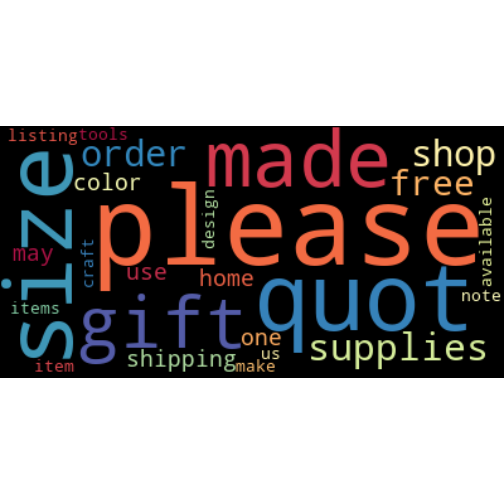 listing tools
order
made
shop
size
color
free
please
design
available
may
craft
use
home
quot
note
items
gift
one
supplies
shipping
us
item
make